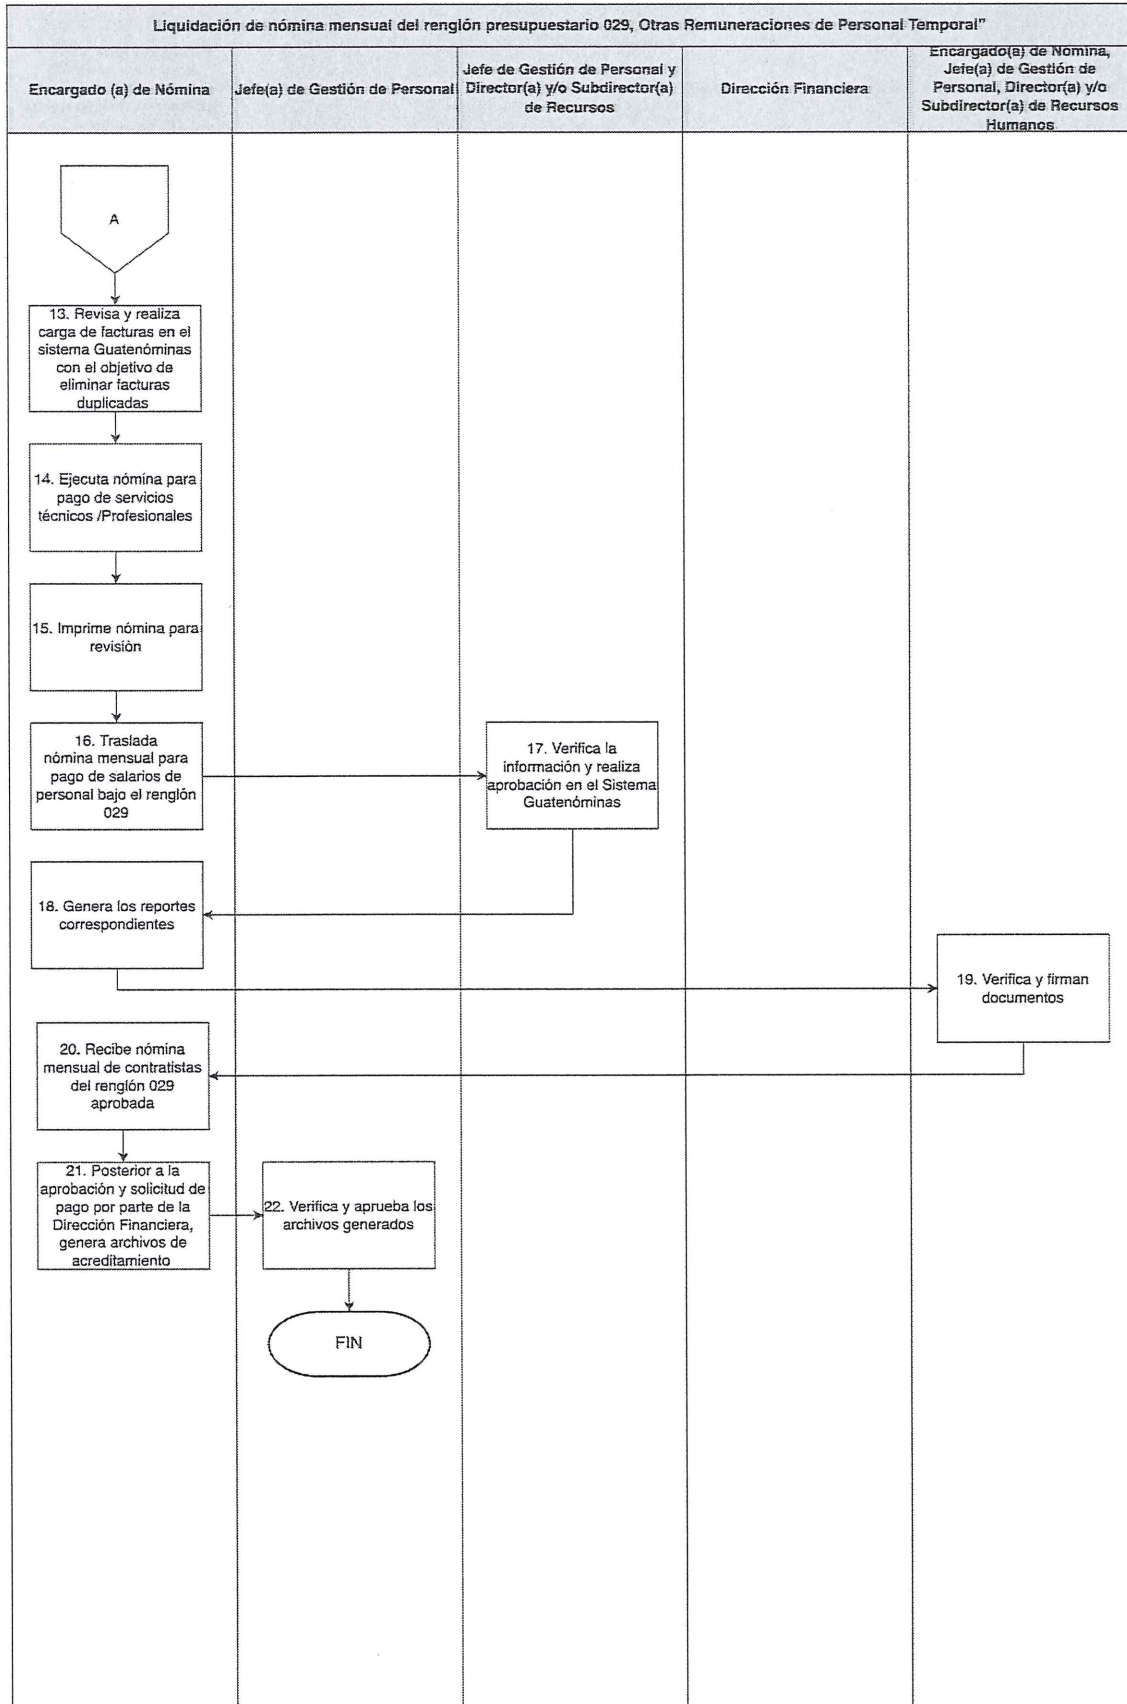 Liquidación de nómina mensual del renglón presupuestario 029, Otras Remuneraciones de Personal Temporal"
Encargado (a) de Nómina
Jefe(a) de Gestión de Personal
Jefe de Gestión de Personal y
Director(a) y/o Subdirector(a)
de Recursos
Dirección Financiera
Encargado(a) de Nómina,
Jefe(a) de Gestión de
Personal, Director(a) y/o
Subdirector(a) de Recursos
Humanos
A
13. Revisa y realiza
carga de facturas en el
sistema Guatenóminas
con el objetivo de
eliminar facturas
duplicadas
14. Ejecuta nómina para
pago de servicios
técnicos /Profesionales
15. Imprime nómina para
revisión
16. Traslada
nómina mensual para
pago de salarios de
personal bajo el renglón
029
17. Verifica la
información y realiza
aprobación en el Sistema
Guatenóminas
18. Genera los reportes
correspondientes
19. Verifica y firman
documentos
20. Recibe nómina
mensual de contratistas
del renglón 029
aprobada
21. Posterior a la
aprobación y solicitud de
pago por parte de la
Dirección Financiera,
genera archivos de
acreditamiento
22. Verifica y aprueba los
archivos generados
FIN